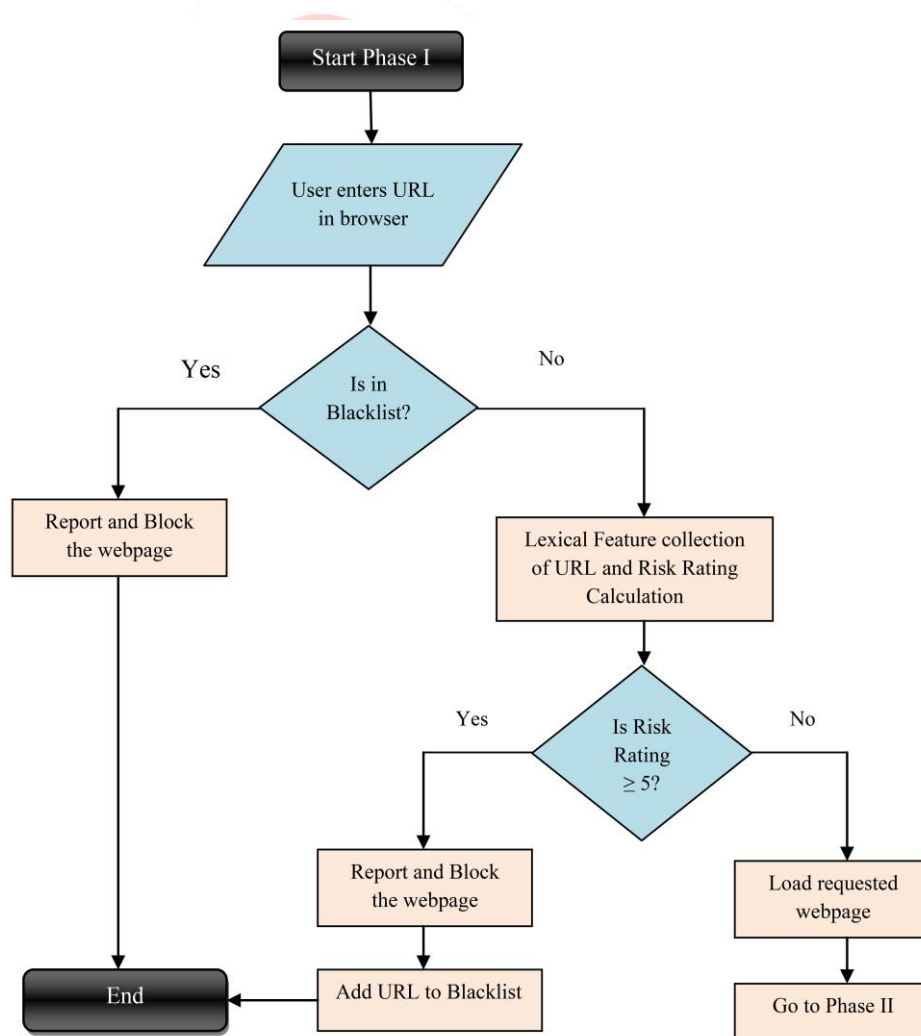 Start Phase I
User enters URL
in browser
Yes
No
Is in
Blacklist?
Report and Block
the webpage
Lexical Feature collection
of URL and Risk Rating
Calculation
Yes
No
Is Risk
Rating
≥ 5?
Report and Block
the webpage
Load requested
webpage
End
Add URL to Blacklist
Go to Phase II